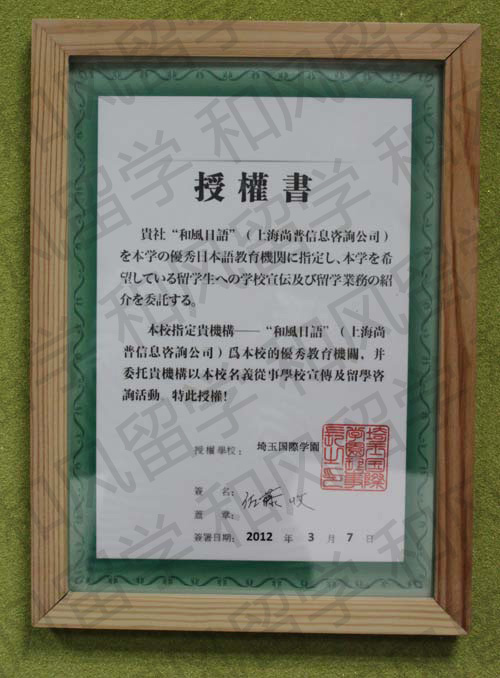 授權書
貴社“和風日語”（上海尚普信息咨詢公司）
を本学の優秀日本語教育機関に指定し、本学を希
望している留学生への学校宣伝及び留学業務の紹
介を委託する。
本校指定貴機構——“和風日語”（上海尚
普信息咨詢公司）爲本校的優秀教育機關，并
委托貴機構以本校名義從事學校宣傳及留學咨
詢活動。特此授權！
授權學校： 埼玉国際学園
簽 名： 佐藤
蓋 章：
簽署日期： 2012 年 3 月 7 日
和风留学